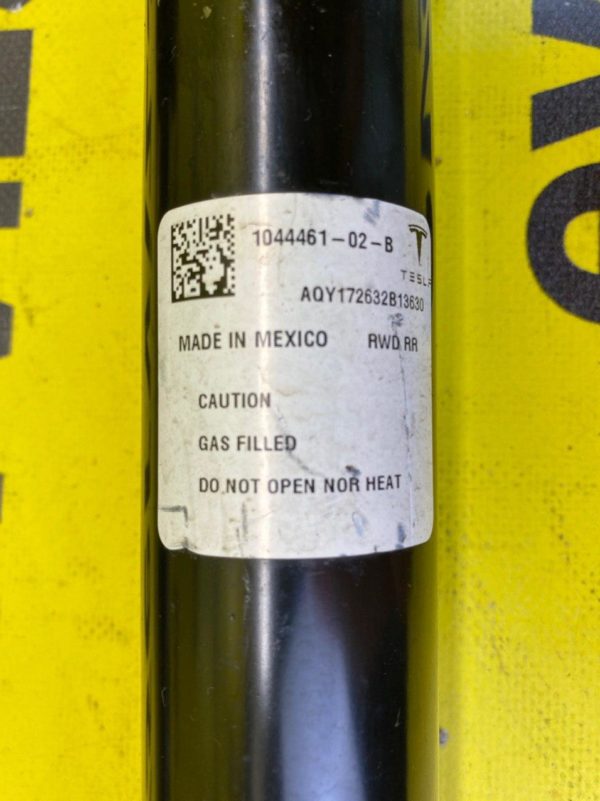 1044461-02-B
TESLA
AQY172632B13630
MADE IN MEXICO RWD RR
CAUTION
GAS FILLED
DO NOT OPEN NOR HEAT